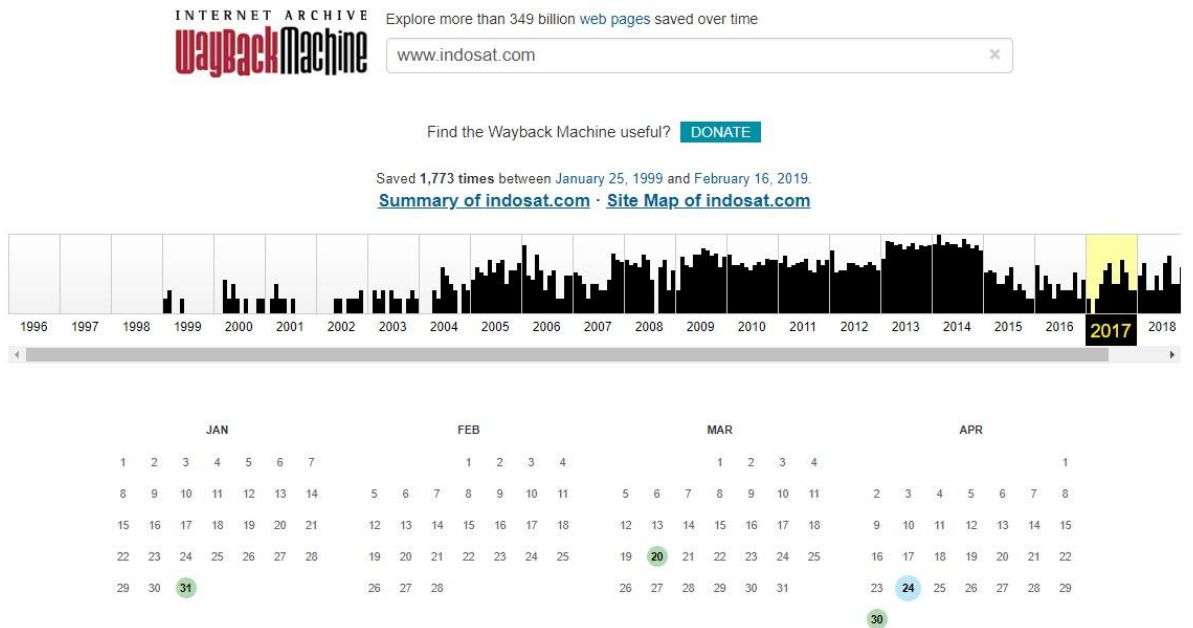 INTERNET ARCHIVE
WayBackMachine
Explore more than 349 billion web pages saved over time
www.indosat.com ×
Find the Wayback Machine useful? DONATE
Saved 1,773 times between January 25, 1999 and February 16, 2019.
Summary of indosat.com · Site Map of indosat.com
1996 1997 1998 1999 2000 2001 2002 2003 2004 2005 2006 2007 2008 2009 2010 2011 2012 2013 2014 2015 2016 2017 2018
JAN
1 2 3 4 5 6 7
8 9 10 11 12 13 14
15 16 17 18 19 20 21
22 23 24 25 26 27 28
29 30 31
FEB
1 2 3 4
5 6 7 8 9 10 11
12 13 14 15 16 17 18
19 20 21 22 23 24 25
26 27 28
MAR
1 2 3 4
5 6 7 8 9 10 11
12 13 14 15 16 17 18
19 20 21 22 23 24 25
26 27 28 29 30 31
APR
1
2 3 4 5 6 7 8
9 10 11 12 13 14 15
16 17 18 19 20 21 22
23 24 25 26 27 28 29
30